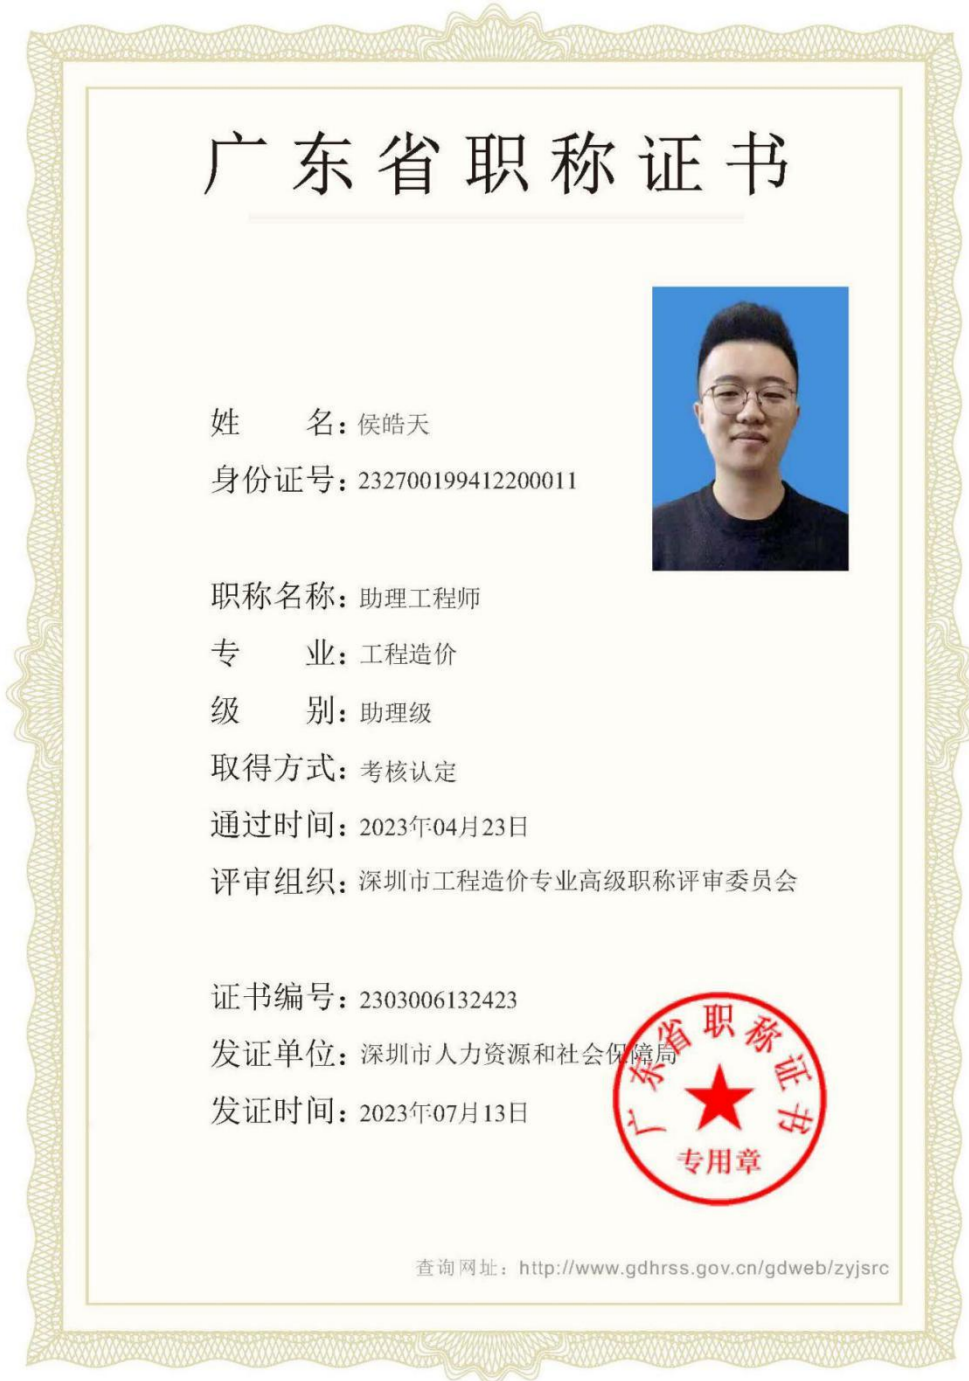 广东省职称证书
姓 名：侯皓天
身份证号：232700199412200011
职称名称：助理工程师
专 业：工程造价
级 别：助理级
取得方式：考核认定
通过时间：2023年04月23日
评审组织：深圳市工程造价专业高级职称评审委员会
证书编号：2303006132423
发证单位：深圳市人力资源和社会保障局
发证时间：2023年07月13日
广东省职称证书
专用章
查询网址：http://www.gdhrss.gov.cn/gdweb/zyjsrc